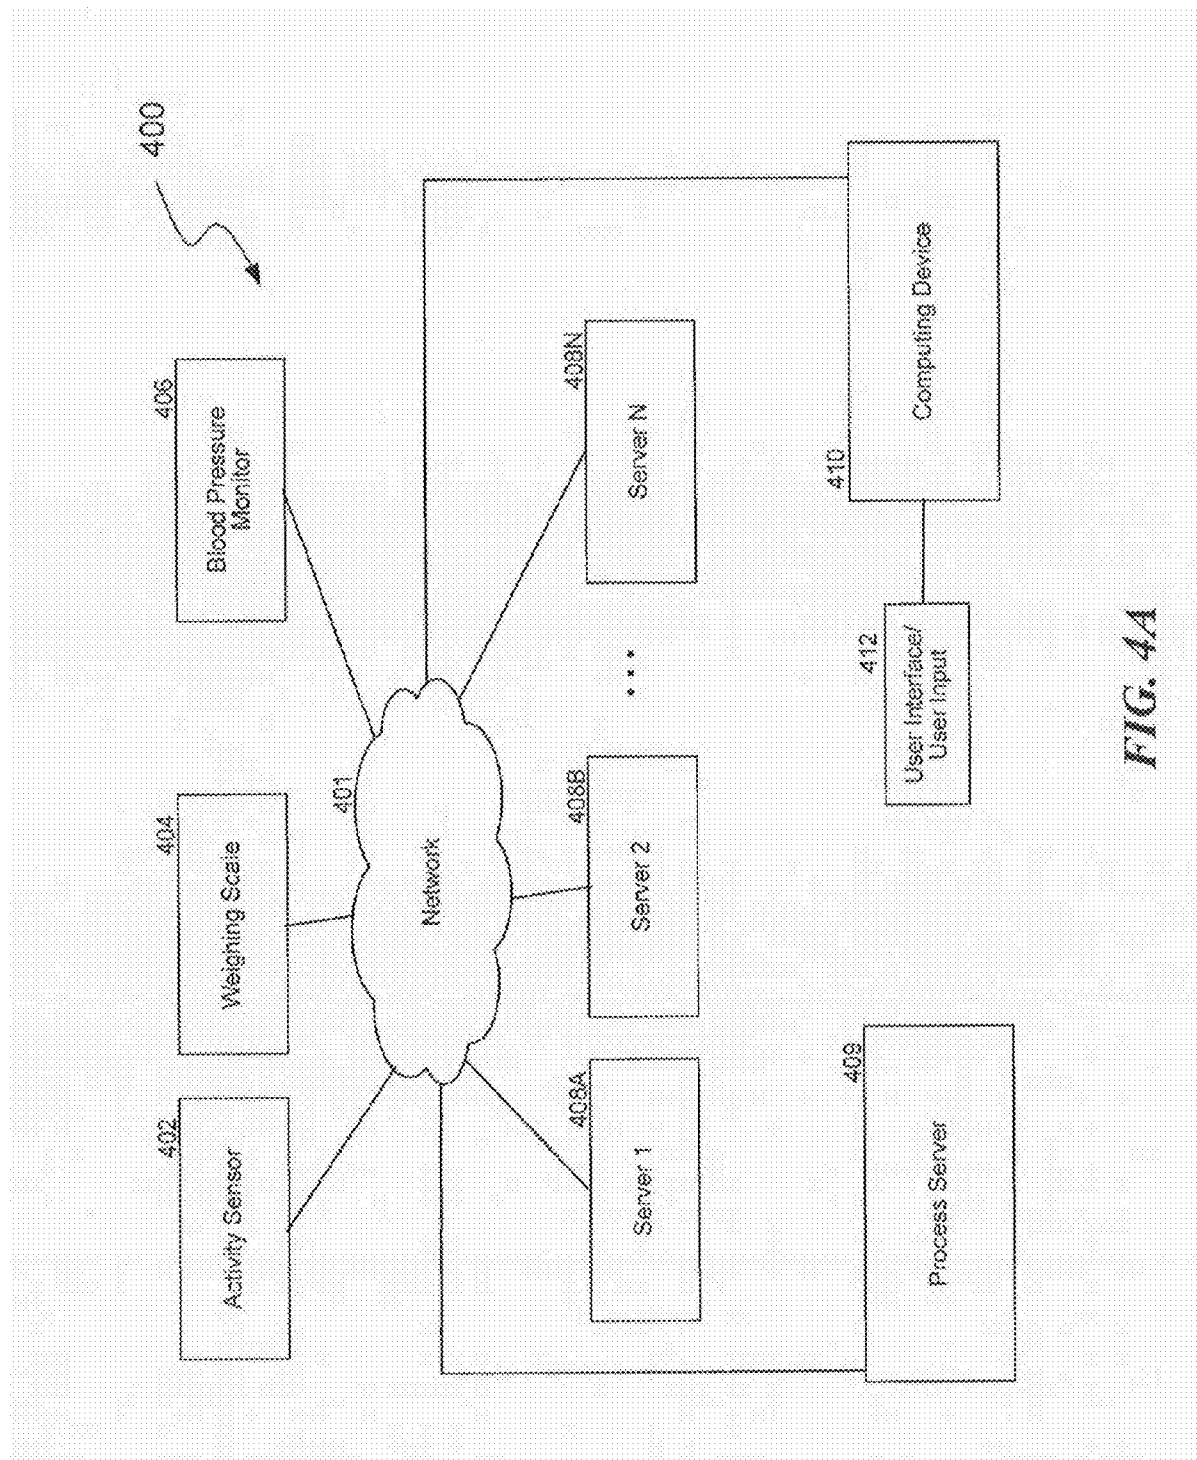 400
402
Activity Sensor
404
Weighing Scale
406
Blood Pressure
Monitor
401
Network
408A
Server 1
408B
Server 2
...
408N
Server N
409
Process Server
412
User Interface/
User Input
410
Computing Device
FIG. 4A